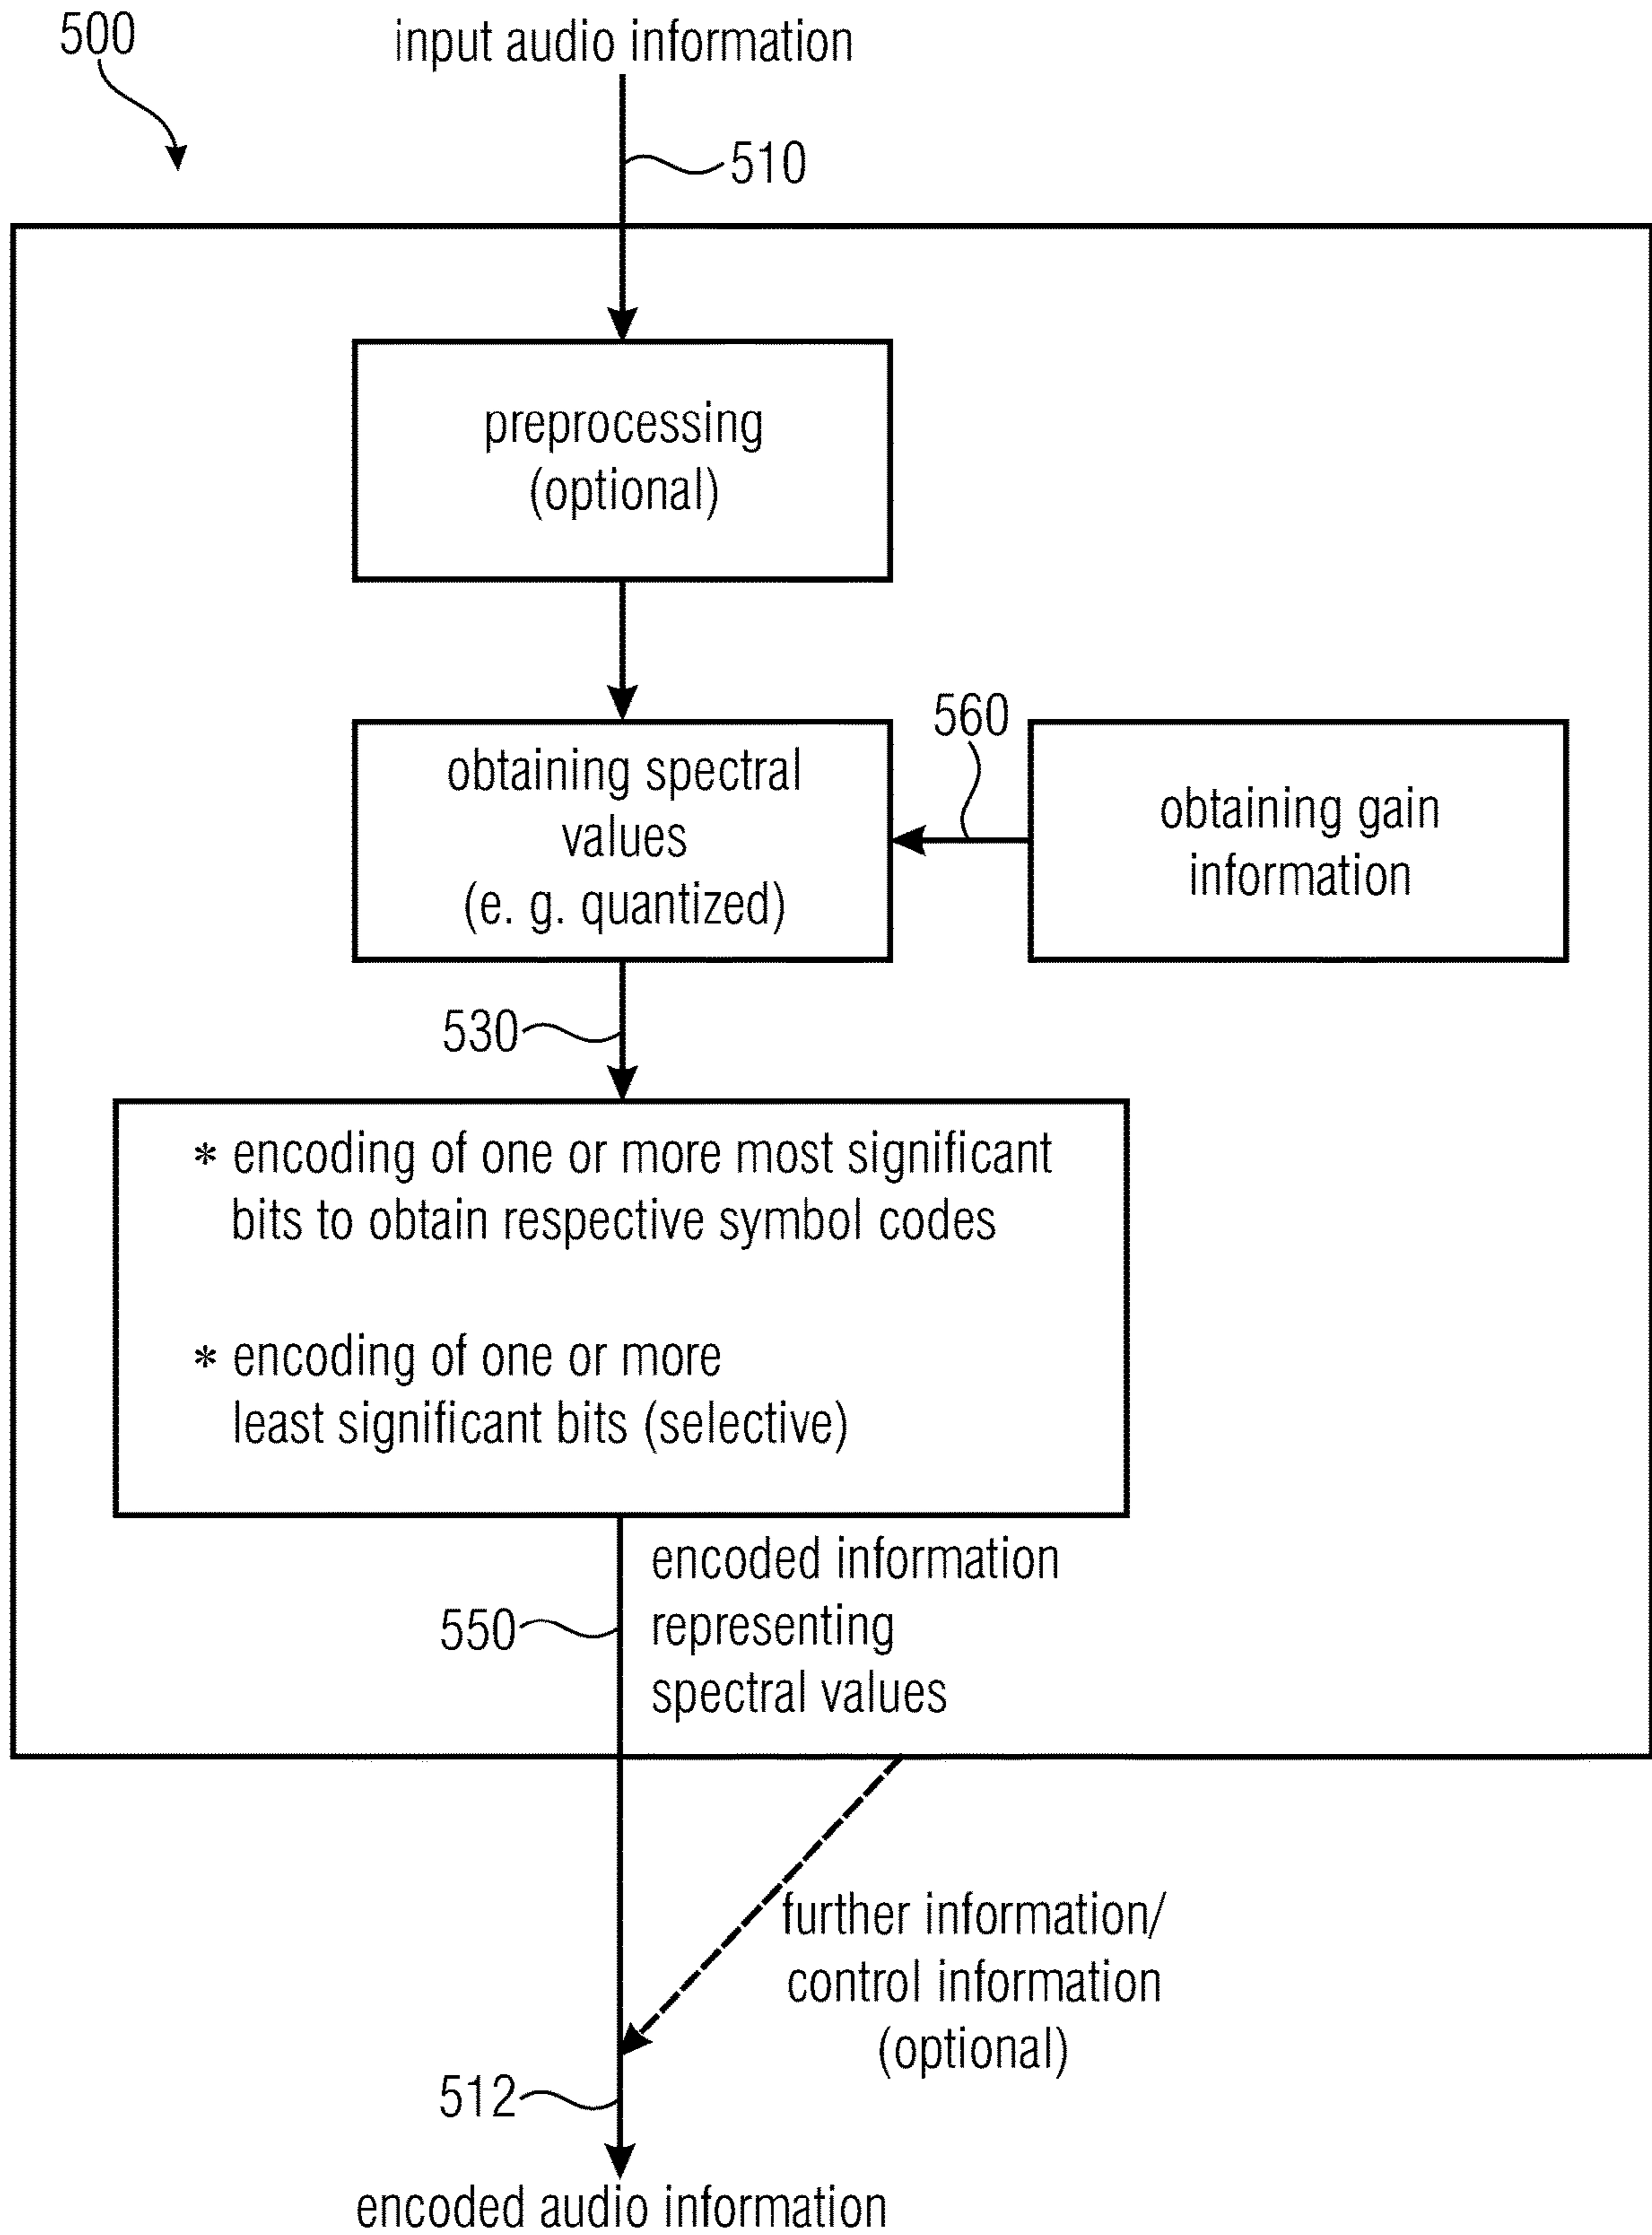 500
input audio information
510
preprocessing
(optional)
560
obtaining spectral
values
(e. g. quantized)
obtaining gain
information
530
* encoding of one or more most significant
bits to obtain respective symbol codes
* encoding of one or more
least significant bits (selective)
encoded information
representing
spectral values
550
further information/
control information
(optional)
512
encoded audio information